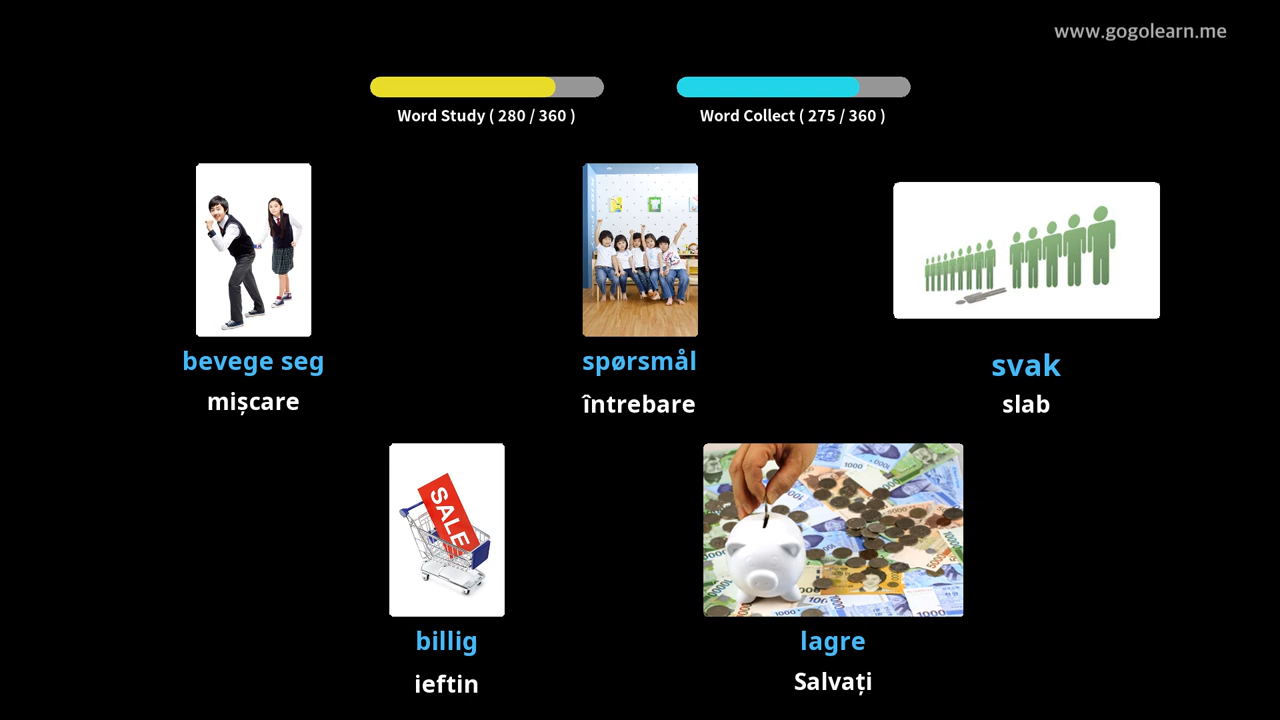 www.gogolearn.me
Word Study ( 280 / 360 )
Word Collect ( 275 / 360 )
bevege seg
mișcare
spørsmål
întrebare
svak
slab
SALE
billig
ieftin
lagre
Salvați